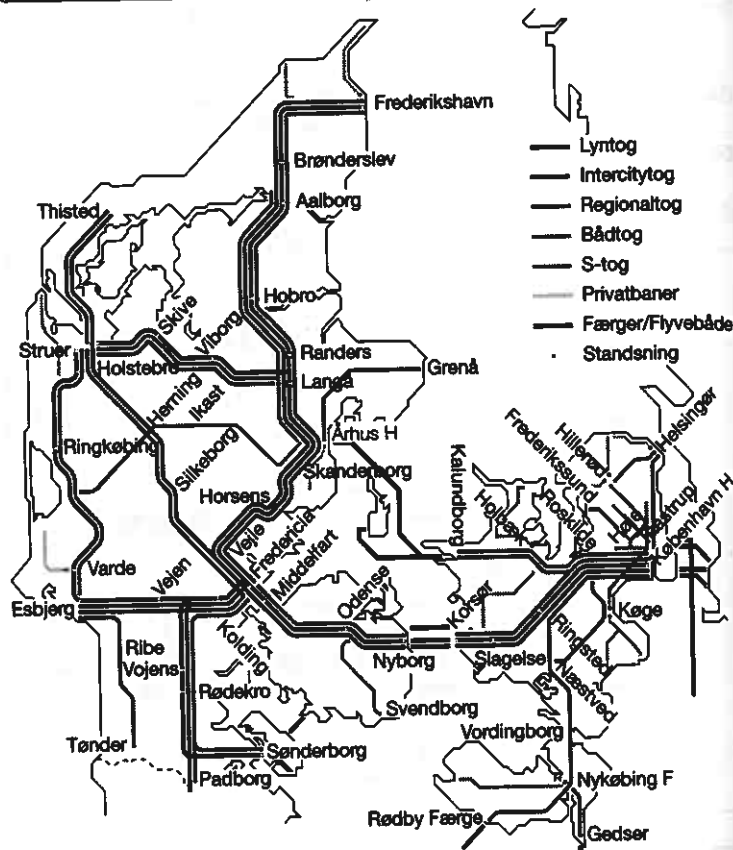 Frederikshavn
Lyntog
Brønderslev
Intercitytog
Thisted
Aalborg
Regionaltog
Bådtog
S-tog
Hobro
Privatbaner
Skive
Viborg
Færger/Flyvebåde
Struer
Holstebro
Randers
Standsning
Langå
Grenå
Herning
Ikast
Ringkøbing
Silkeborg
Århus H
Skanderborg
Kalundborg
Holbæk
Roskilde
Frederikssund
Hillerød
Helsingør
Høje Taastrup
København H
Horsens
Vejle
Fredericia
Middelfart
Varde
Vejen
Esbjerg
Kolding
Odense
Korsør
Køge
Ribe
Vojens
Nyborg
Slagelse
Ringsted
Næstved
Rødekro
Svendborg
Vordingborg
Tønder
Sønderborg
Padborg
Nykøbing F
Rødby Færge
Gedser